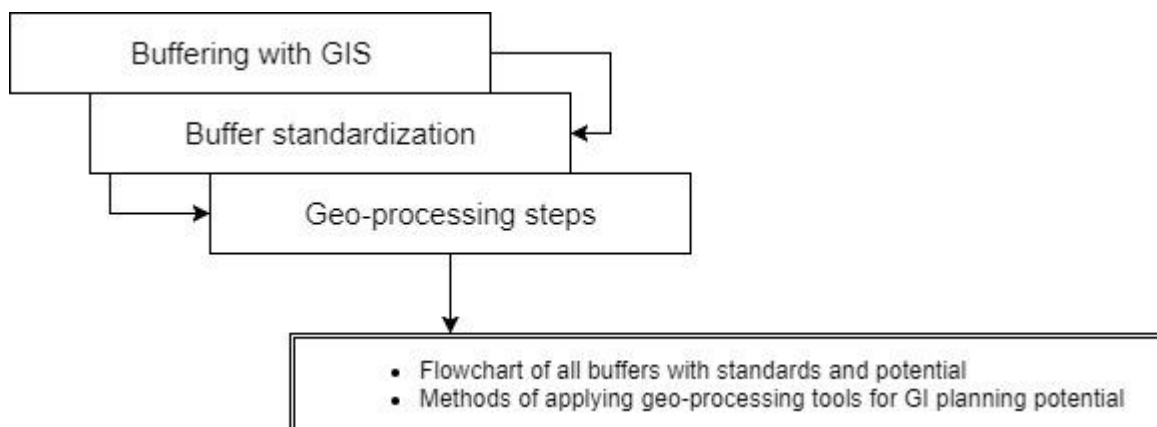 Buffering with GIS
Buffer standardization
Geo-processing steps
• Flowchart of all buffers with standards and potential
• Methods of applying geo-processing tools for GI planning potential